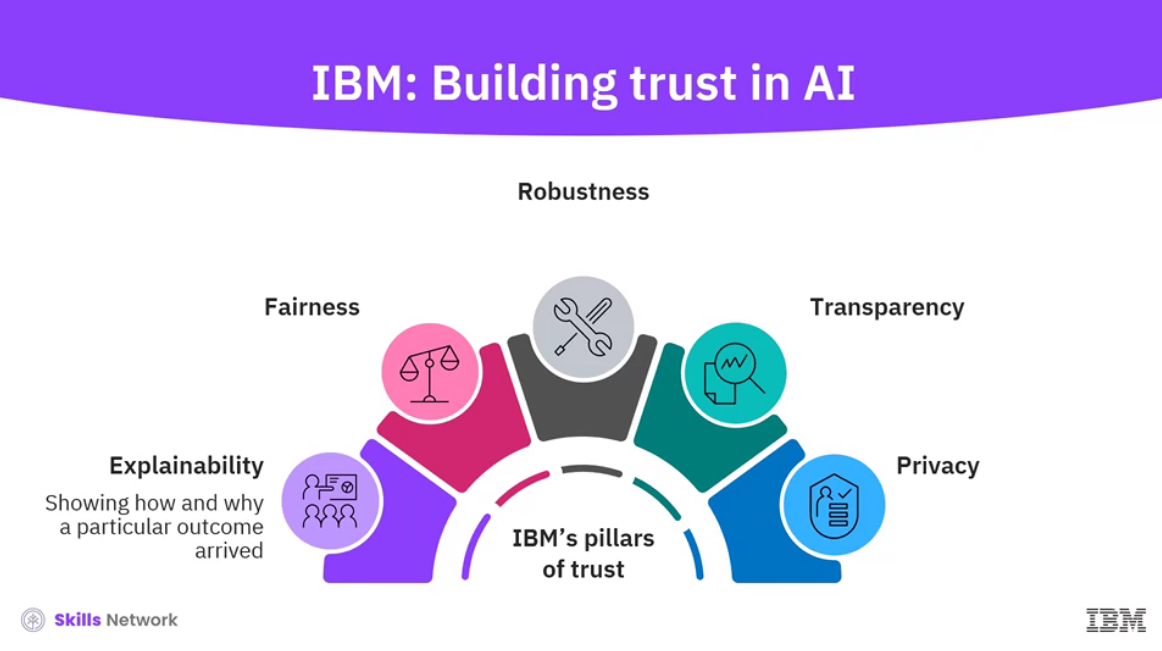 IBM: Building trust in AI
Robustness
Fairness
Transparency
Explainability
Showing how and why
a particular outcome
arrived
Privacy
IBM's pillars
of trust
Skills Network
IBM